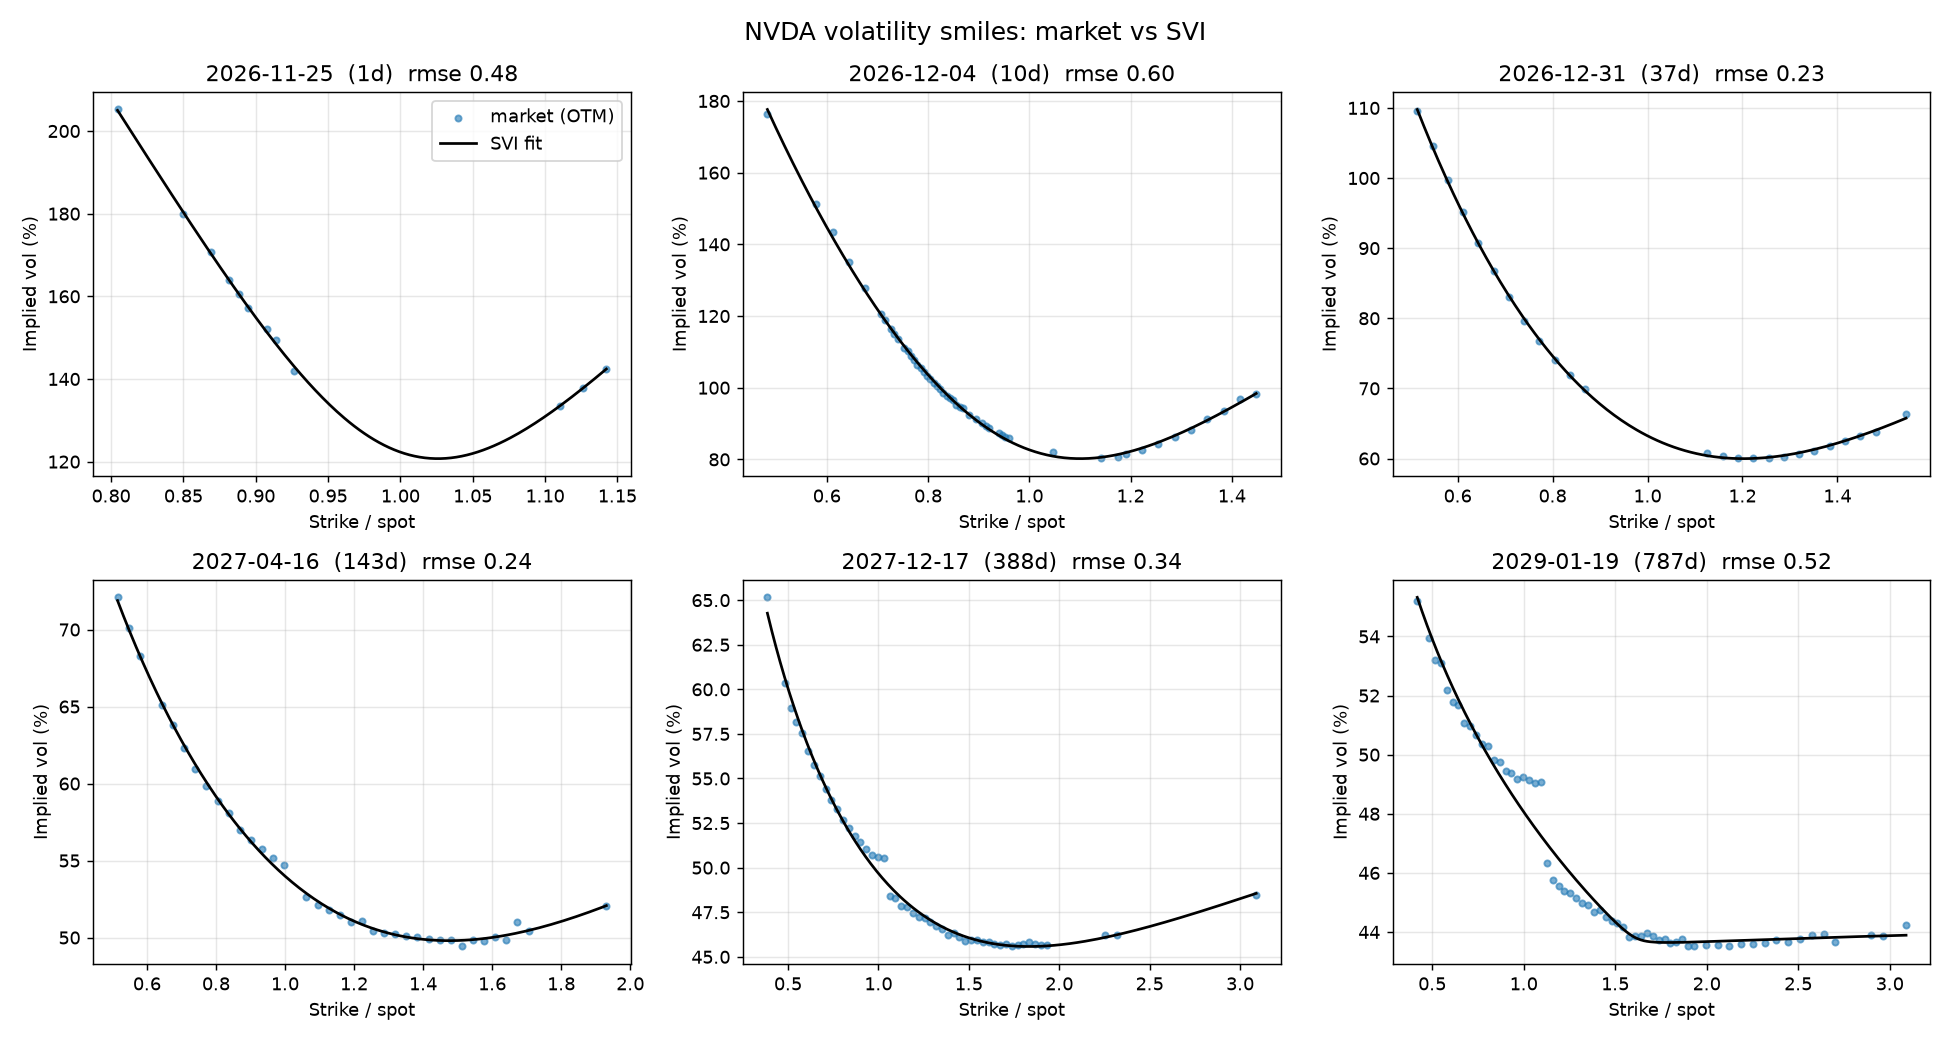 NVDA volatility smiles: market vs SVI
2026-11-25 (1d) rmse 0.48
200
180
160
140
120
Implied vol (%)
market (OTM)
SVI fit
0.80 0.85 0.90 0.95 1.00 1.05 1.10 1.15
Strike / spot
2026-12-04 (10d) rmse 0.60
180
160
140
120
100
80
Implied vol (%)
0.6 0.8 1.0 1.2 1.4
Strike / spot
2026-12-31 (37d) rmse 0.23
110
100
90
80
70
60
Implied vol (%)
0.6 0.8 1.0 1.2 1.4
Strike / spot
2027-04-16 (143d) rmse 0.24
70
65
60
55
50
Implied vol (%)
0.6 0.8 1.0 1.2 1.4 1.6 1.8 2.0
Strike / spot
2027-12-17 (388d) rmse 0.34
65.0
62.5
60.0
57.5
55.0
52.5
50.0
47.5
45.0
Implied vol (%)
0.5 1.0 1.5 2.0 2.5 3.0
Strike / spot
2029-01-19 (787d) rmse 0.52
54
52
50
48
46
44
Implied vol (%)
0.5 1.0 1.5 2.0 2.5 3.0
Strike / spot